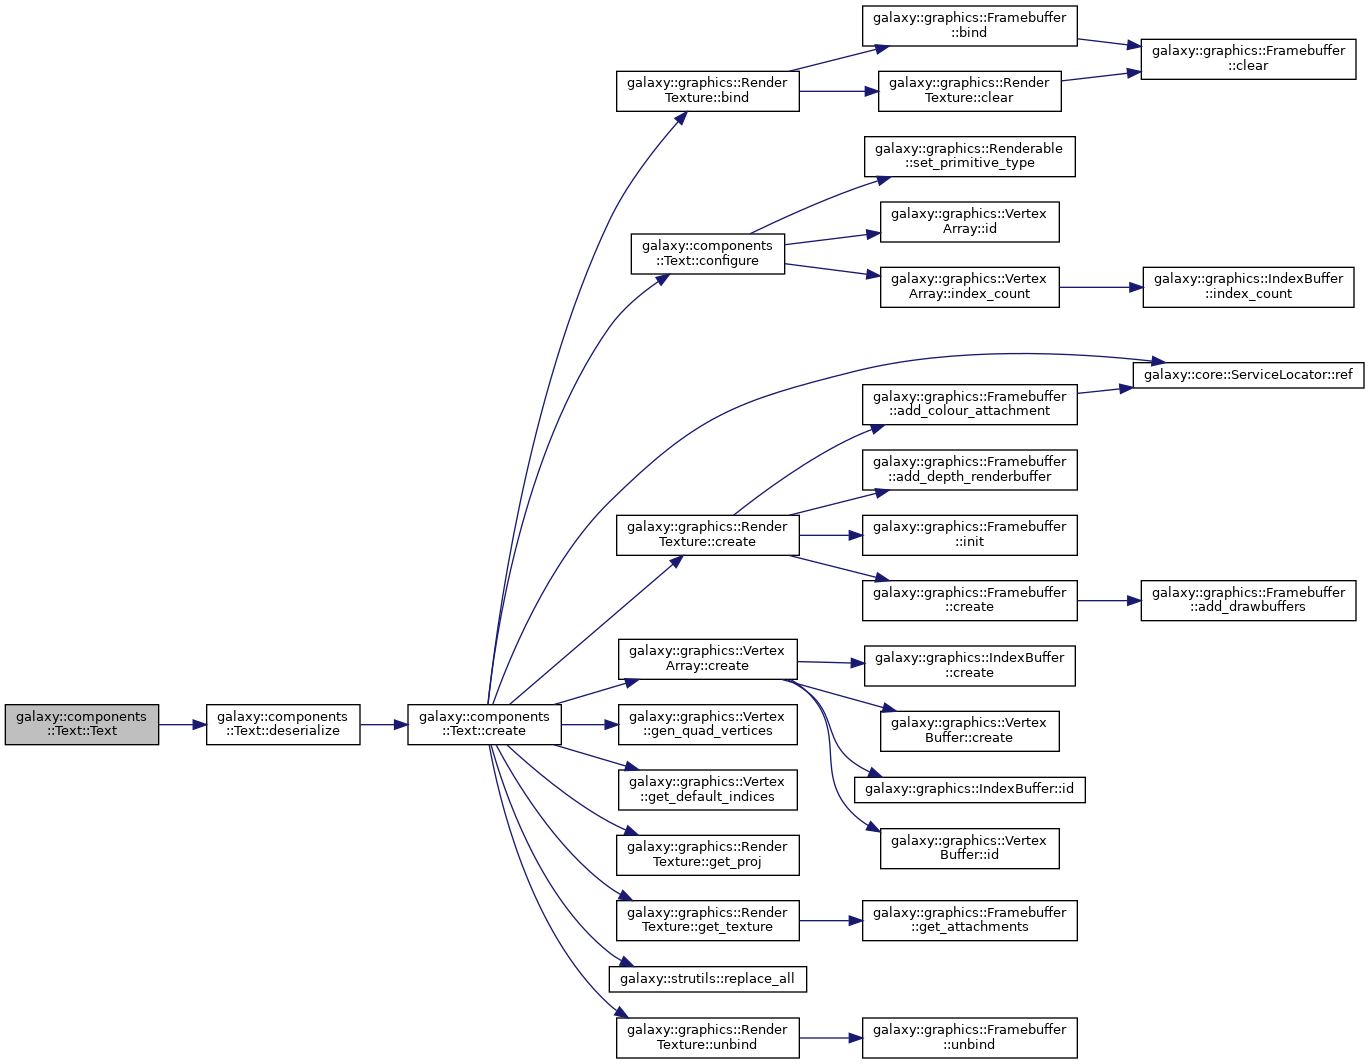 galaxy::components
::Text::Text
galaxy::components
::Text::deserialize
galaxy::components
::Text::create
galaxy::graphics::Render
Texture::bind
galaxy::graphics::Framebuffer
::bind
galaxy::graphics::Render
Texture::clear
galaxy::graphics::Framebuffer
::clear
galaxy::components
::Text::configure
galaxy::graphics::Renderable
::set_primitive_type
galaxy::graphics::Vertex
Array::id
galaxy::graphics::Vertex
Array::index_count
galaxy::graphics::IndexBuffer
::index_count
galaxy::core::ServiceLocator::ref
galaxy::graphics::Render
Texture::create
galaxy::graphics::Framebuffer
::add_colour_attachment
galaxy::graphics::Framebuffer
::add_depth_renderbuffer
galaxy::graphics::Framebuffer
::init
galaxy::graphics::Framebuffer
::create
galaxy::graphics::Framebuffer
::add_drawbuffers
galaxy::graphics::Vertex
Array::create
galaxy::graphics::IndexBuffer
::create
galaxy::graphics::Vertex
Buffer::create
galaxy::graphics::IndexBuffer::id
galaxy::graphics::Vertex
Buffer::id
galaxy::graphics::Vertex
::gen_quad_vertices
galaxy::graphics::Vertex
::get_default_indices
galaxy::graphics::Render
Texture::get_proj
galaxy::graphics::Render
Texture::get_texture
galaxy::graphics::Framebuffer
::get_attachments
galaxy::strutils::replace_all
galaxy::graphics::Render
Texture::unbind
galaxy::graphics::Framebuffer
::unbind